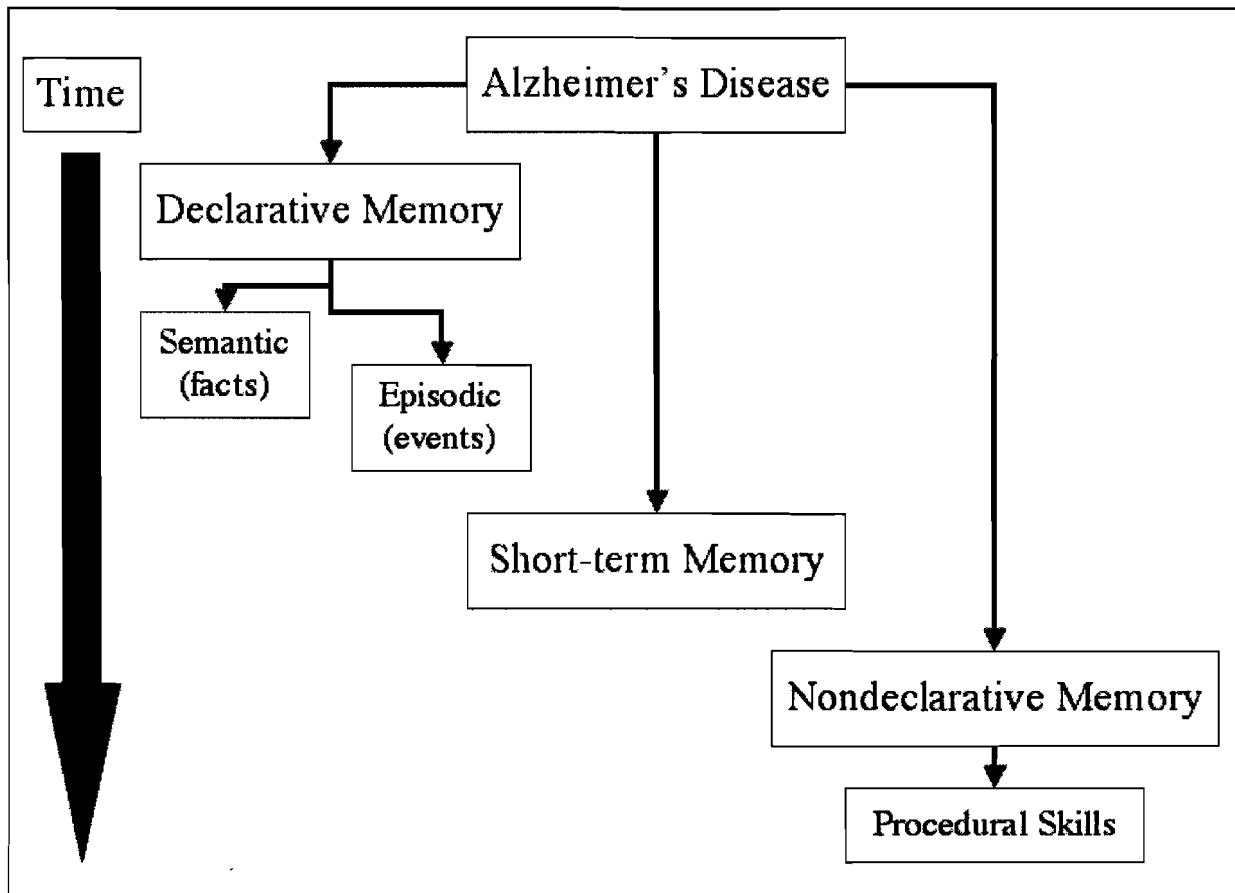 Time
Alzheimer's Disease
Declarative Memory
Semantic
(facts)
Episodic
(events)
Short-term Memory
Nondeclarative Memory
Procedural Skills